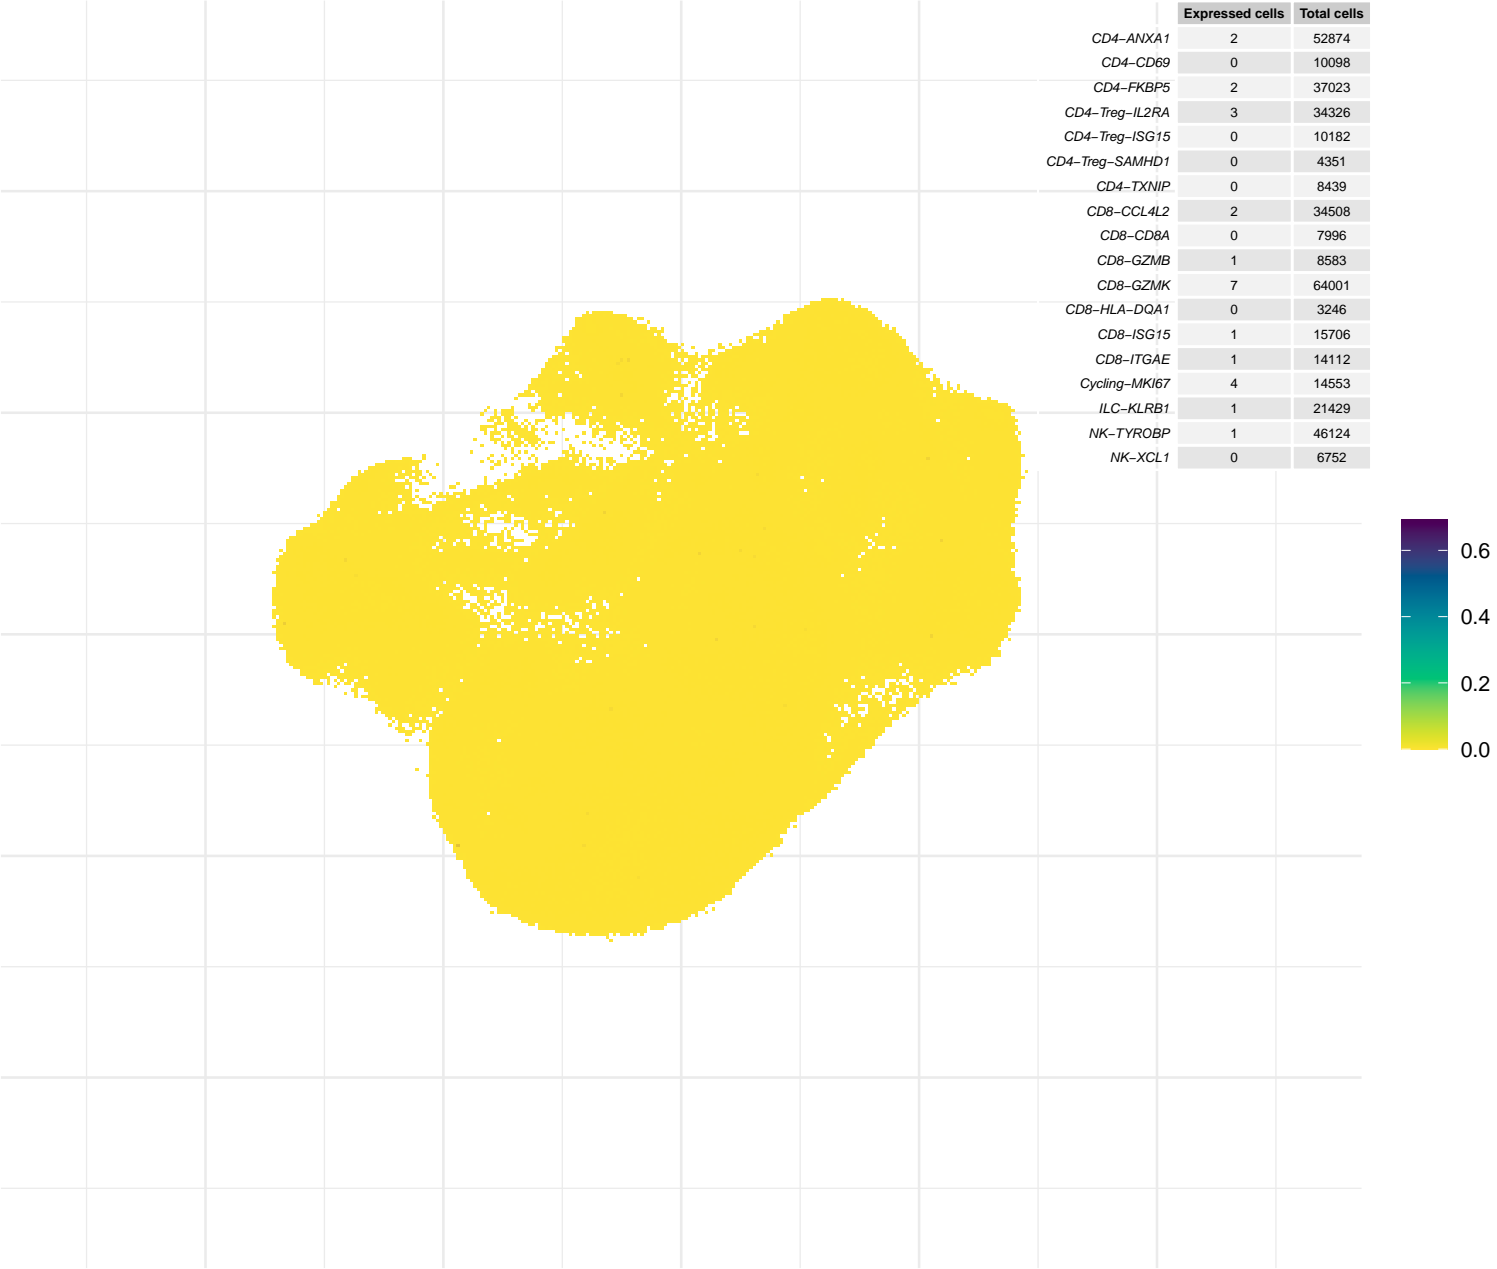 Expressed cells Total cells
CD4−ANXA1 2 52874
CD4−CD69 0 10098
CD4−FKBP5 2 37023
CD4−Treg−IL2RA 3 34326
CD4−Treg−ISG15 0 10182
CD4−Treg−SAMHD1 0 4351
CD4−TXNIP 0 8439
CD8−CCL4L2 2 34508
CD8−CD8A 0 7996
CD8−GZMB 1 8583
CD8−GZMK 7 64001
CD8−HLA−DQA1 0 3246
CD8−ISG15 1 15706
CD8−ITGAE 1 14112
Cycling−MKI67 4 14553
ILC−KLRB1 1 21429
NK−TYROBP 1 46124
NK−XCL1 0 6752
0.6
0.4
0.2
0.0